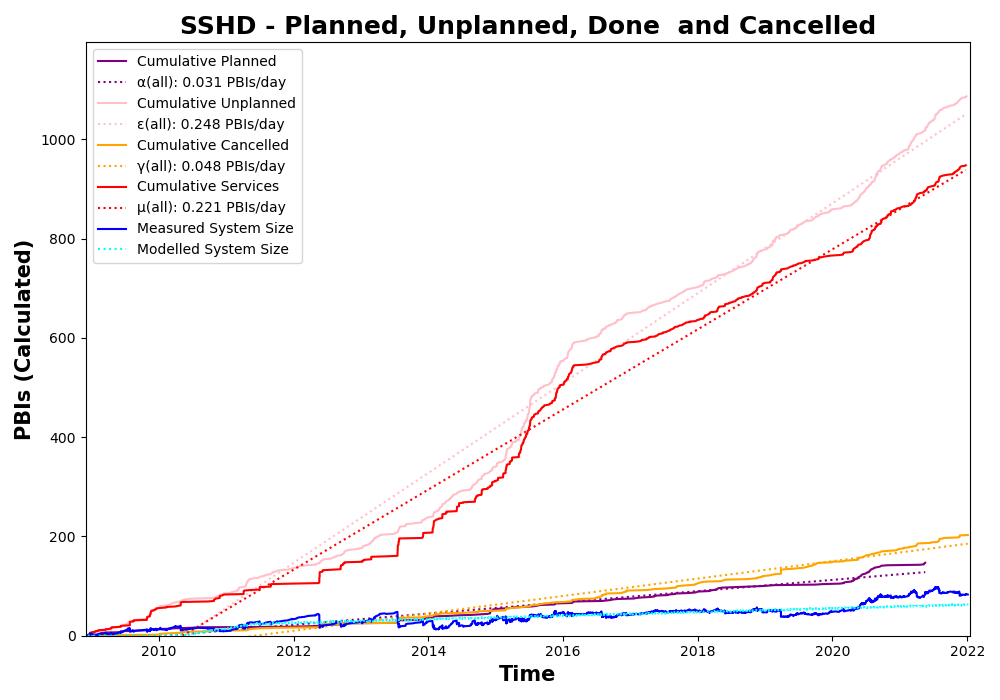 SSHD - Planned, Unplanned, Done  and Cancelled
Cumulative Planned
α(all): 0.031 PBIs/day
Cumulative Unplanned
ε(all): 0.248 PBIs/day
Cumulative Cancelled
γ(all): 0.048 PBIs/day
Cumulative Services
μ(all): 0.221 PBIs/day
Measured System Size
Modelled System Size
PBIs (Calculated)
1000
800
600
400
200
0
2010 2012 2014 2016 2018 2020 2022
Time